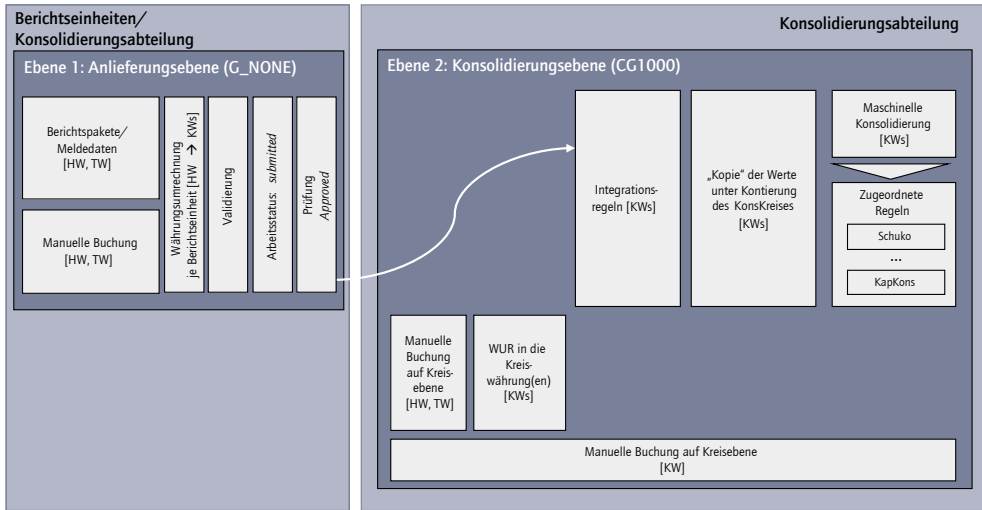 Berichtseinheiten/
Konsolidierungsabteilung
Ebene 1: Anlieferungsebene (G_NONE)
Berichtspakete/
Meldedaten
[HW, TW]
Manuelle Buchung
[HW, TW]
Währungsumrechnung
je Berichtseinheit [HW → KWs]
Validierung
Arbeitsstatus: submitted
Prüfung
Approved
Konsolidierungsabteilung
Ebene 2: Konsolidierungsebene (CG1000)
Integrations-
regeln [KWs]
„Kopie“ der Werte
unter Kontierung
des KonsKreises
[KWs]
Maschinelle
Konsolidierung
[KWs]
Zugeordnete
Regeln
Schuko
...
KapKons
Manuelle
Buchung
auf Kreis-
ebene
[HW, TW]
WUR in die
Kreis-
währung(en)
[KWs]
Manuelle Buchung auf Kreisebene
[KW]